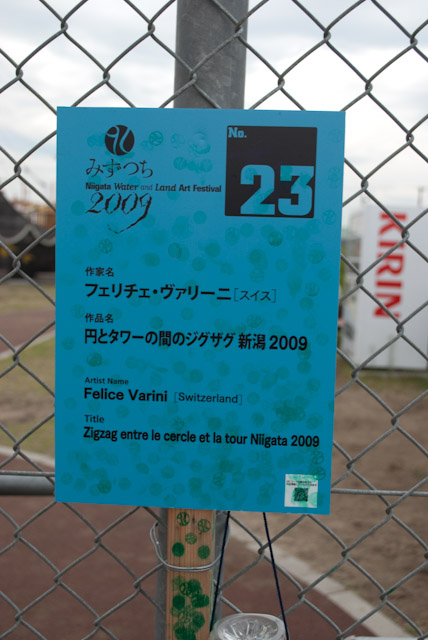 みずつち
Niigata Water and Land Art Festival
2009
No.
23
作家名
フェリチェ・ヴァリーニ [スイス]
作品名
円とタワーの間のジグザグ 新潟 2009
Artist Name
Felice Varini [Switzerland]
Title
Zigzag entre le cercle et la tour Niigata 2009
KIRIN